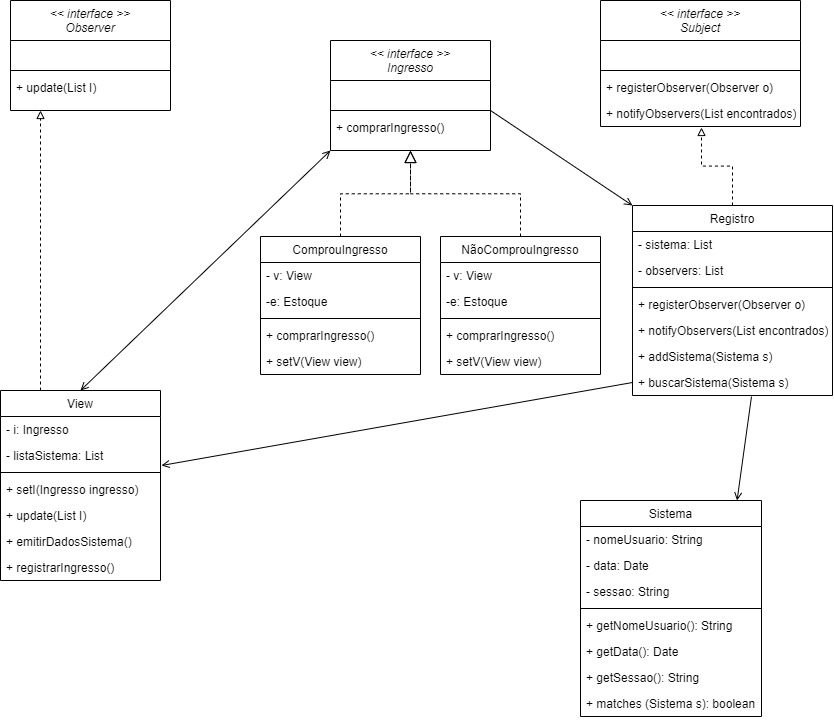 << interface >>
Observer
+ update(List l)
<< interface >>
Ingresso
+ comprarIngresso()
<< interface >>
Subject
+ registerObserver(Observer o)
+ notifyObservers(List encontrados)
ComprouIngresso
- v: View
-e: Estoque
+ comprarIngresso()
+ setV(View view)
NãoComprouIngresso
- v: View
-e: Estoque
+ comprarIngresso()
+ setV(View view)
Registro
- sistema: List
- observers: List
+ registerObserver(Observer o)
+ notifyObservers(List encontrados)
+ addSistema(Sistema s)
+ buscarSistema(Sistema s)
View
- i: Ingresso
- listaSistema: List
+ setI(Ingresso ingresso)
+ update(List l)
+ emitirDadosSistema()
+ registrarIngresso()
Sistema
- nomeUsuario: String
- data: Date
- sessao: String
+ getNomeUsuario(): String
+ getData(): Date
+ getSessao(): String
+ matches (Sistema s): boolean